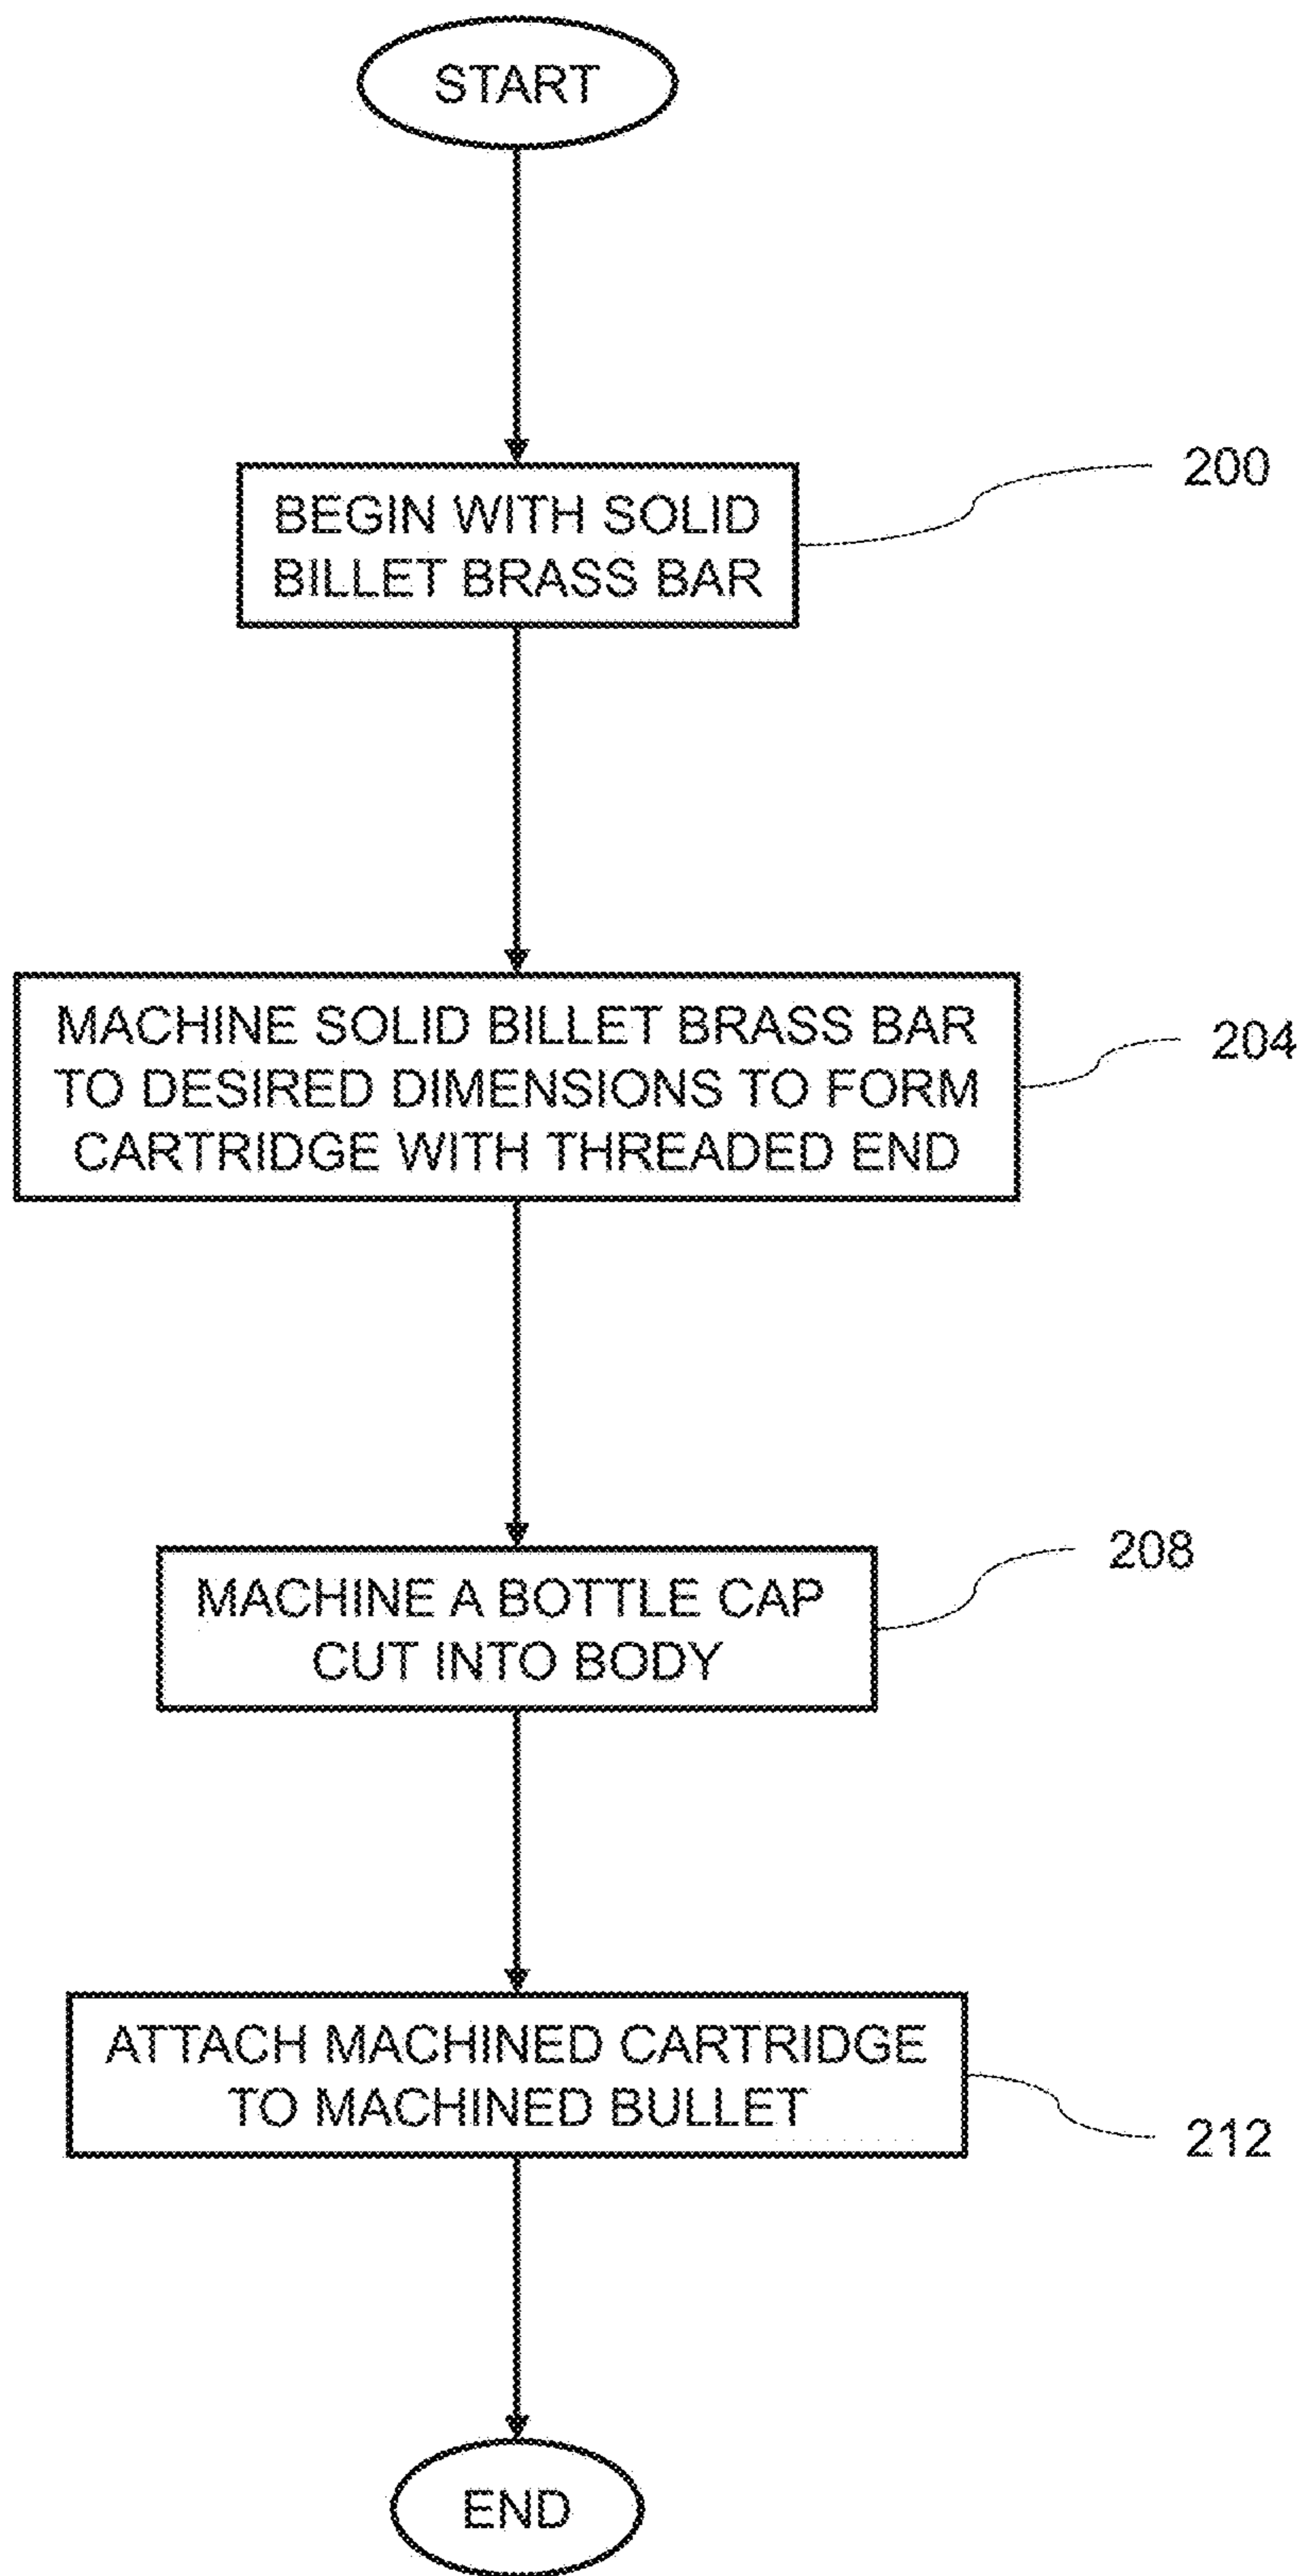 START
BEGIN WITH SOLID
BILLET BRASS BAR
200
MACHINE SOLID BILLET BRASS BAR
TO DESIRED DIMENSIONS TO FORM
CARTRIDGE WITH THREADED END
204
MACHINE A BOTTLE CAP
CUT INTO BODY
208
ATTACH MACHINED CARTRIDGE
TO MACHINED BULLET
212
END